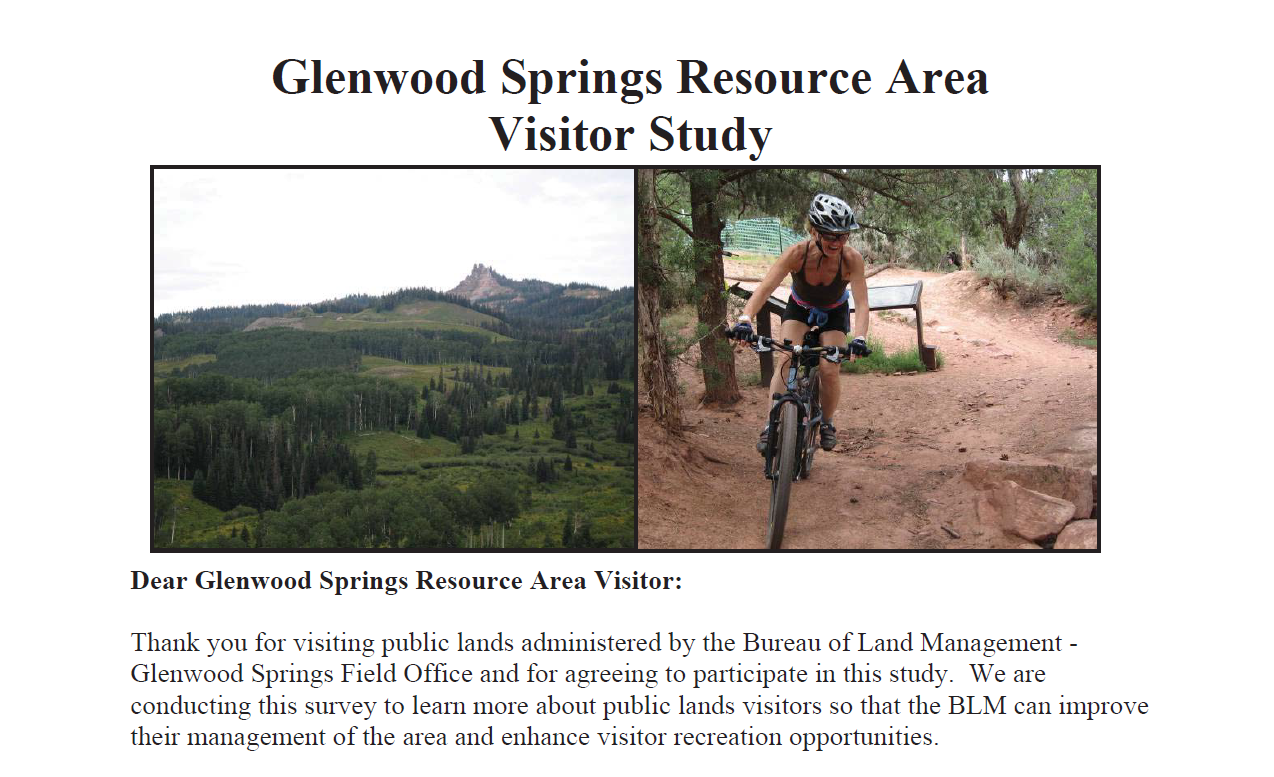 Glenwood Springs Resource Area
Visitor Study
Dear Glenwood Springs Resource Area Visitor:
Thank you for visiting public lands administered by the Bureau of Land Management -
Glenwood Springs Field Office and for agreeing to participate in this study.  We are
conducting this survey to learn more about public lands visitors so that the BLM can improve
their management of the area and enhance visitor recreation opportunities.